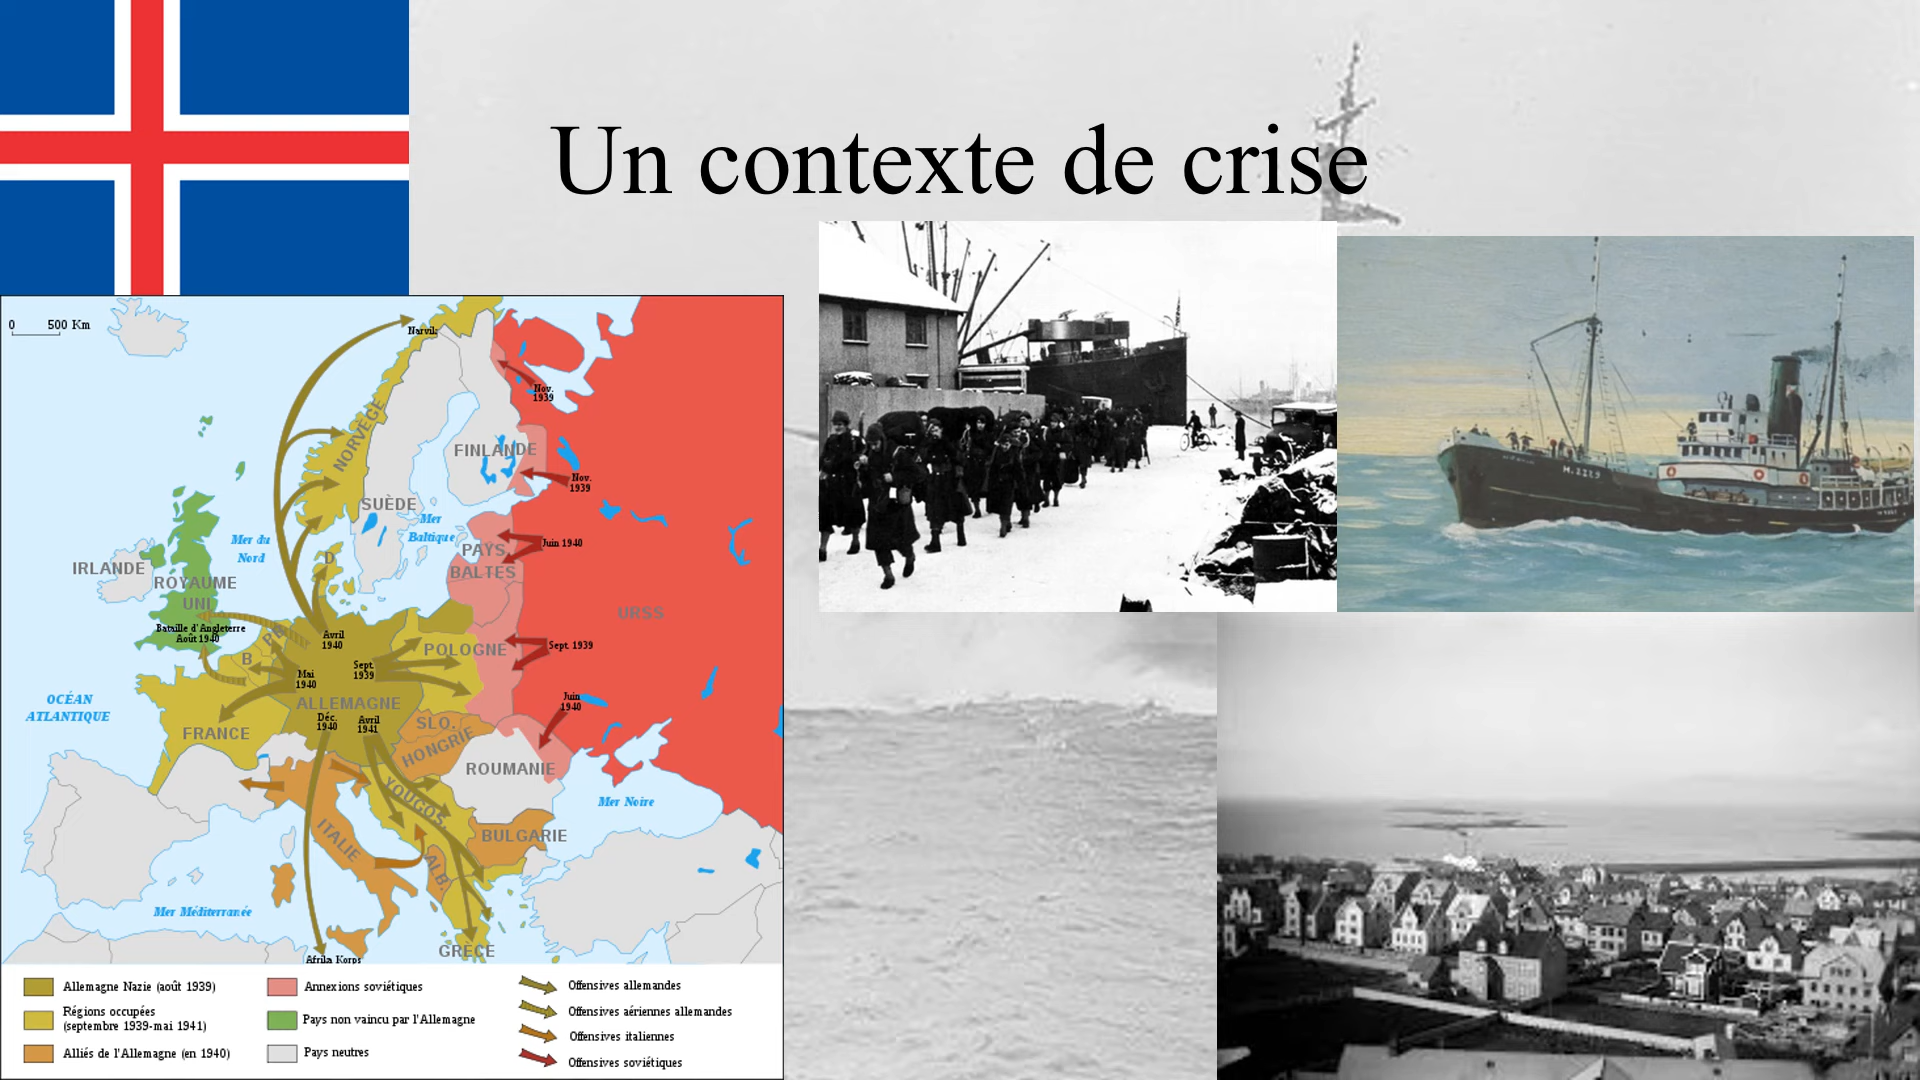 Un contexte de crise
0 500 Km
Narvik
NORVÈGE
Nov.
1939
FINLANDE
Nov.
1939
SUÈDE
Mer
Baltique
Mer du
Nord
D.
PAYS
BALTES
Juin 1940
IRLANDE
ROYAUME
UNI
URSS
Bataille d'Angleterre
Août 1940
PB
B
Avril
1940
Sept.
1939
POLOGNE
Sept. 1939
Mai
1940
Juin
1940
OCÉAN
ATLANTIQUE
ALLEMAGNE
Déc.
1940
Avril
1941
SLO.
FRANCE
HONGRIE
ROUMANIE
YOUGOS.
Mer Noire
ITALIE
BULGARIE
ALB.
Mer Méditerranée
GRÈCE
Afrika Korps
Allemagne Nazie (août 1939)
Régions occupées
(septembre 1939-mai 1941)
Alliés de l'Allemagne (en 1940)
Annexions soviétiques
Pays non vaincu par l'Allemagne
Pays neutres
Offensives allemandes
Offensives aériennes allemandes
Offensives italiennes
Offensives soviétiques